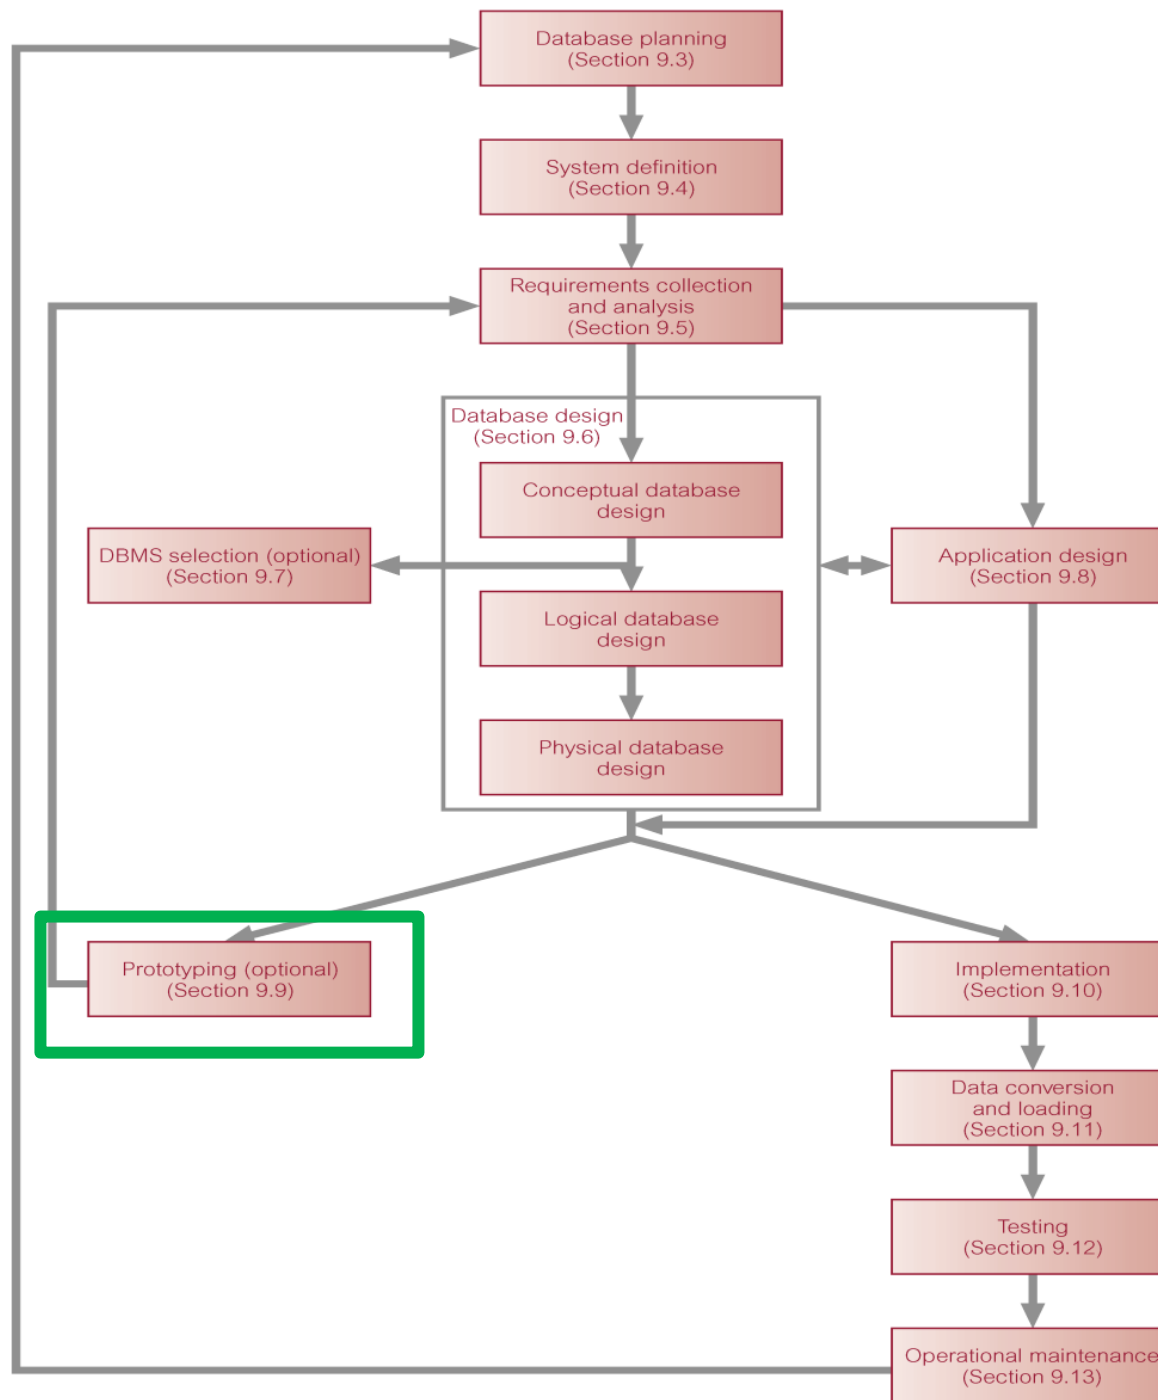 Database planning
(Section 9.3)
System definition
(Section 9.4)
Requirements collection
and analysis
(Section 9.5)
Database design
(Section 9.6)
Conceptual database
design
DBMS selection (optional)
(Section 9.7)
Application design
(Section 9.8)
Logical database
design
Physical database
design
Prototyping (optional)
(Section 9.9)
Implementation
(Section 9.10)
Data conversion
and loading
(Section 9.11)
Testing
(Section 9.12)
Operational maintenance
(Section 9.13)